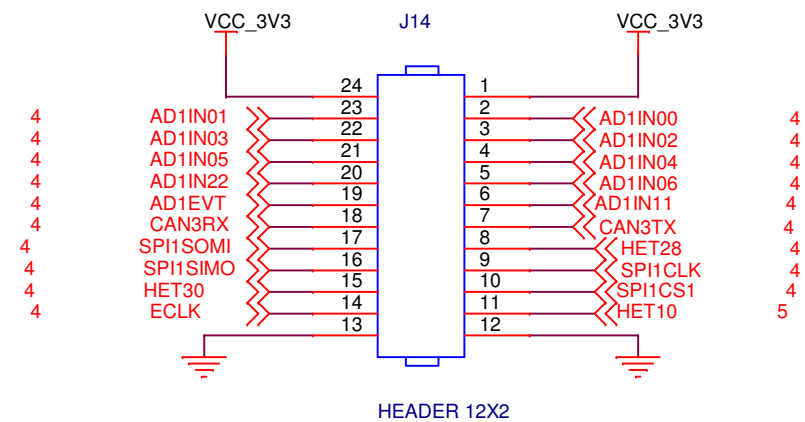 VCC_3V3 J14 VCC_3V3
24 1
4 AD1IN01 23 2 AD1IN00 4
4 AD1IN03 22 3 AD1IN02 4
4 AD1IN05 21 4 AD1IN04 4
4 AD1IN22 20 5 AD1IN06 4
4 AD1EVT 19 6 AD1IN11 4
4 CAN3RX 18 7 CAN3TX 4
4 SPI1SOMI 17 8 HET28 4
4 SPI1SIMO 16 9 SPI1CLK 4
4 HET30 15 10 SPI1CS1 4
4 ECLK 14 11 HET10 5
13 12
HEADER 12X2